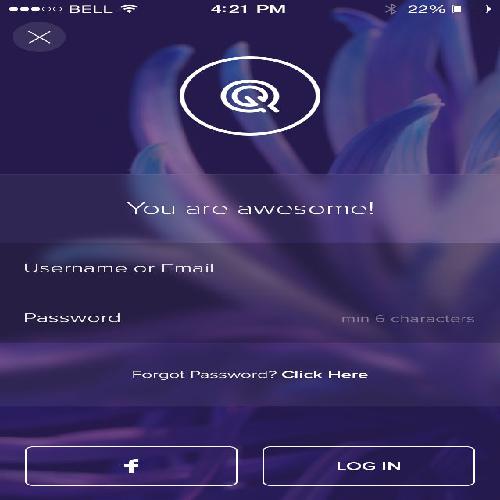 BELL 4:21 PM 22%
You are awesome!
Username or Email
Password min 6 characters
Forgot Password? Click Here
f LOG IN